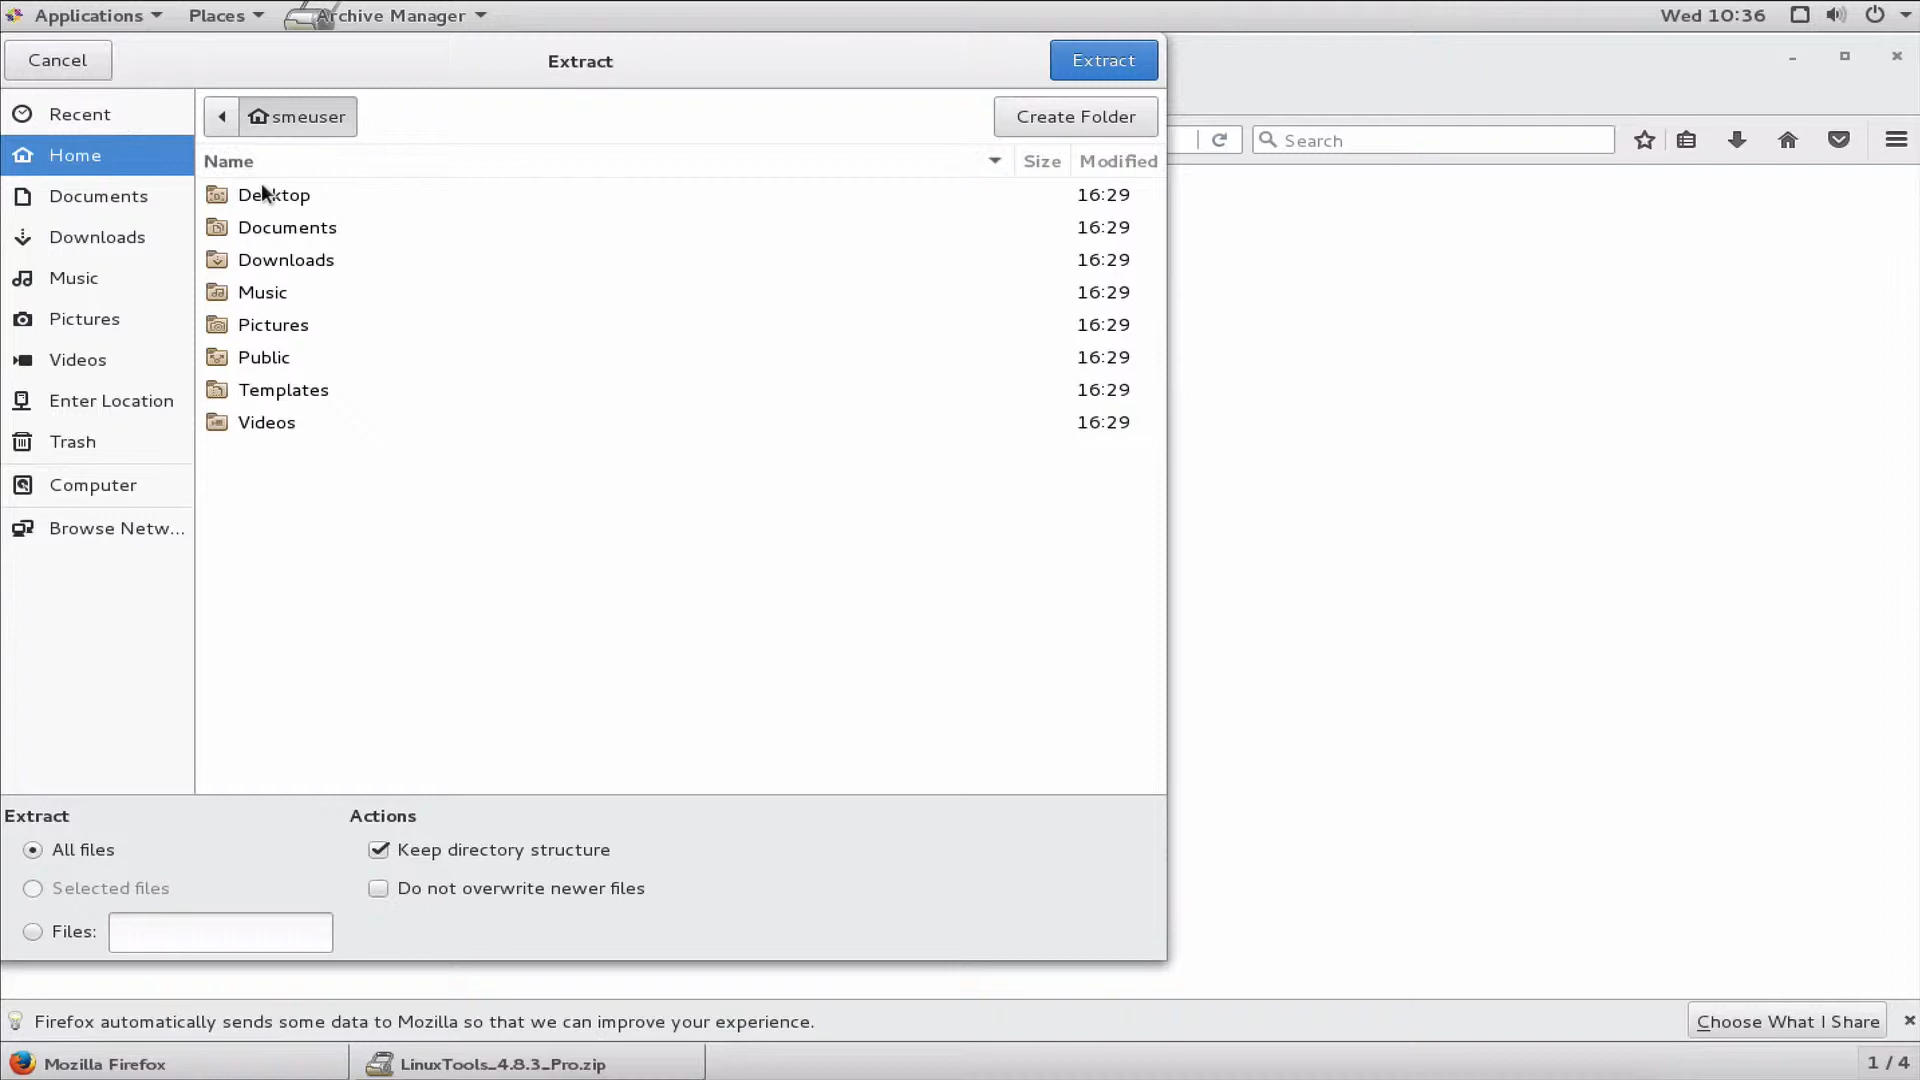 Applications Places Archive Manager Wed 10:36
Cancel Extract Extract
Recent
Home
Documents
Downloads
Music
Pictures
Videos
Enter Location
Trash
Computer
Browse Netw...
smeuser Create Folder
Name Size Modified
Desktop 16:29
Documents 16:29
Downloads 16:29
Music 16:29
Pictures 16:29
Public 16:29
Templates 16:29
Videos 16:29
Search
Extract
All files
Selected files
Files:
Actions
Keep directory structure
Do not overwrite newer files
Firefox automatically sends some data to Mozilla so that we can improve your experience. Choose What I Share
Mozilla Firefox LinuxTools_4.8.3_Pro.zip 1 / 4